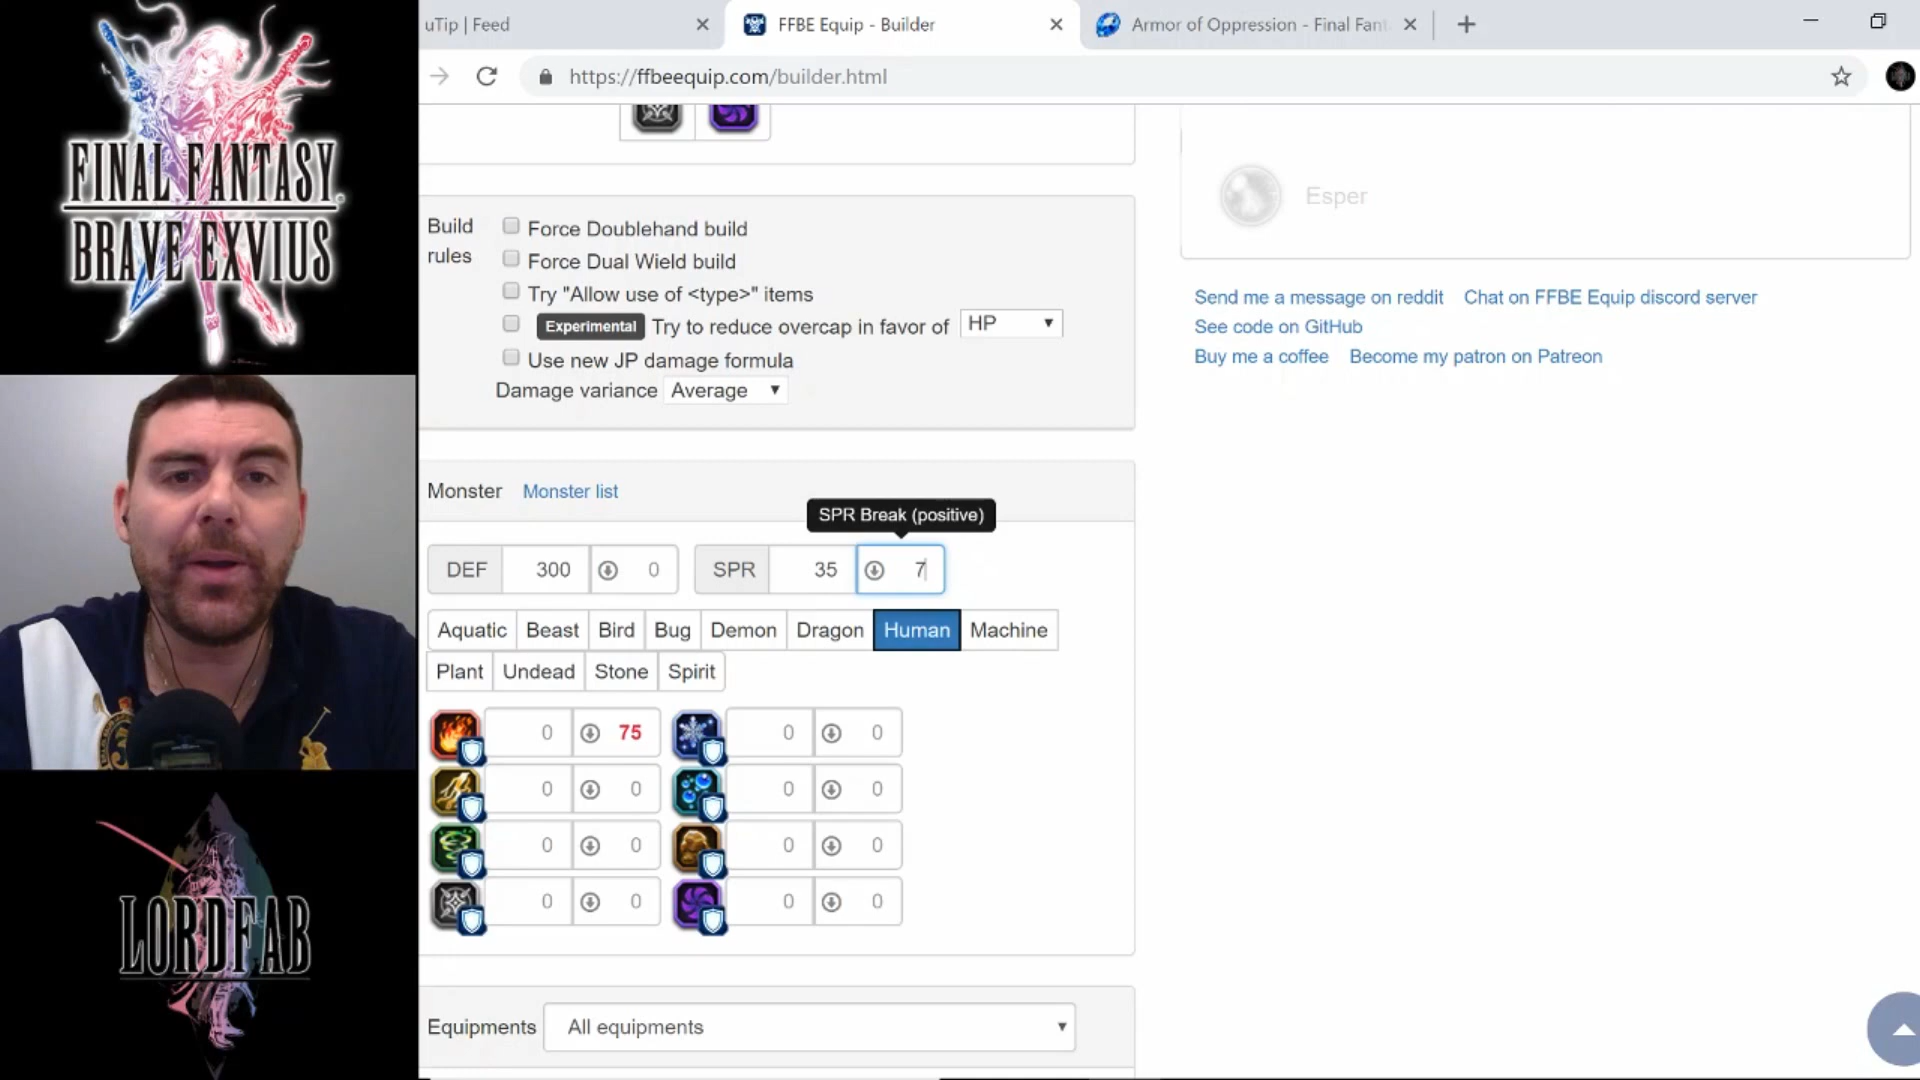 FINAL FANTASY
BRAVE EXVIUS
LORDFAB
uTip | Feed
FFBE Equip - Builder
Armor of Oppression - Final Fant
https://ffbeequip.com/builder.html
Esper
Build rules
Force Doublehand build
Force Dual Wield build
Try "Allow use of <type>" items
Experimental Try to reduce overcap in favor of HP
Use new JP damage formula
Damage variance Average
Send me a message on reddit Chat on FFBE Equip discord server
See code on GitHub
Buy me a coffee Become my patron on Patreon
Monster Monster list
SPR Break (positive)
DEF 300 0 SPR 35 7
Aquatic Beast Bird Bug Demon Dragon Human Machine
Plant Undead Stone Spirit
0 75 0 0
0 0 0 0
0 0 0 0
0 0 0 0
Equipments All equipments